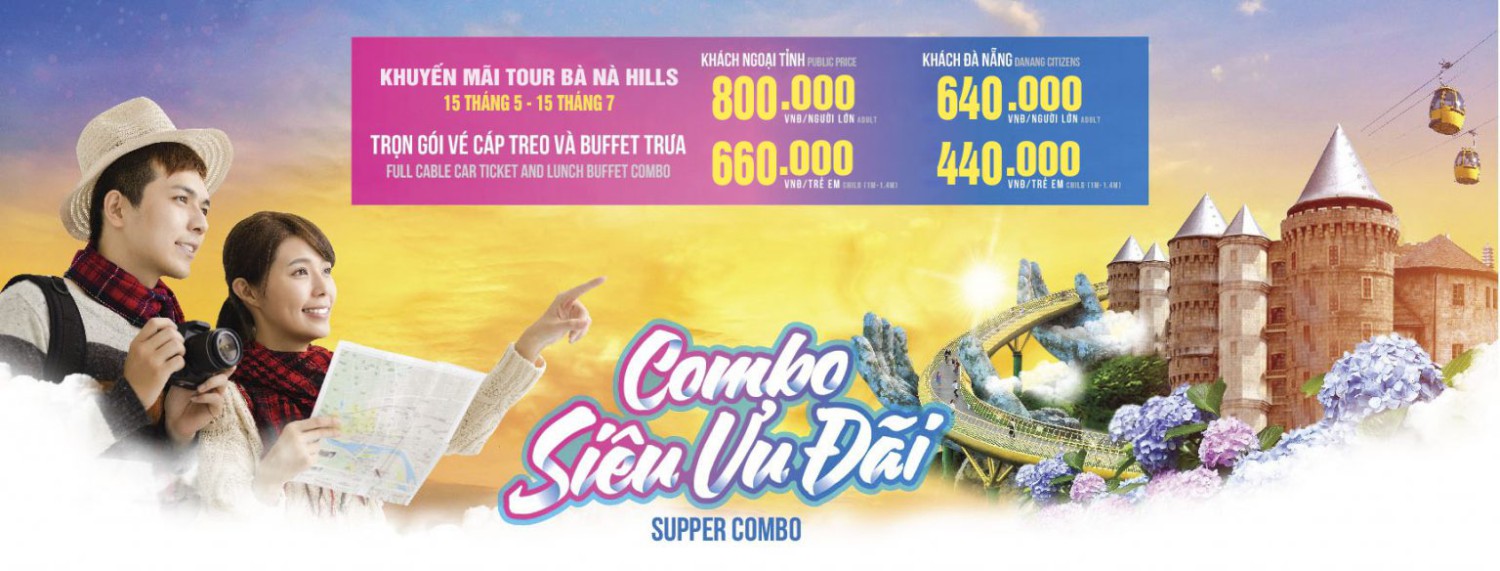 KHUYẾN MÃI TOUR BÀ NÀ HILLS
15 THÁNG 5 - 15 THÁNG 7
TRỌN GÓI VÉ CÁP TREO VÀ BUFFET TRƯA
FULL CABLE CAR TICKET AND LUNCH BUFFET COMBO
KHÁCH NGOẠI TỈNH PUBLIC PRICE
800.000
VNĐ/NGƯỜI LỚN ADULT
660.000
VNĐ/TRẺ EM CHILD (1M-1.4M)
KHÁCH ĐÀ NẴNG DANANG CITIZENS
640.000
VNĐ/NGƯỜI LỚN ADULT
440.000
VNĐ/TRẺ EM CHILD (1M-1.4M)
Combo
Siêu Ưu Đãi
SUPPER COMBO